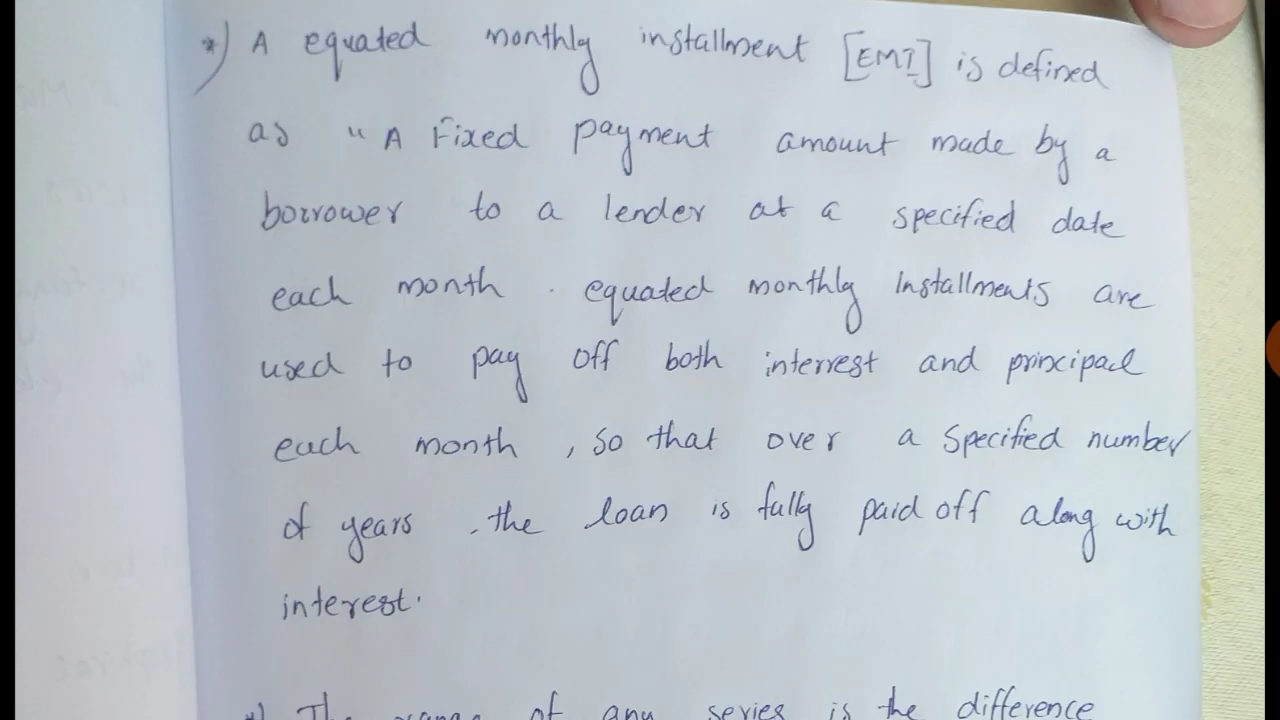 *) A equated monthly installment [EMI] is defined
as "A Fixed payment amount made by a
borrower to a lender at a specified date
each month. equated monthly Installments are
used to pay off both interrest and principal
each month, so that over a specified number
of years, the loan is fully paid off along with
interest.
*) The range of any series is the difference